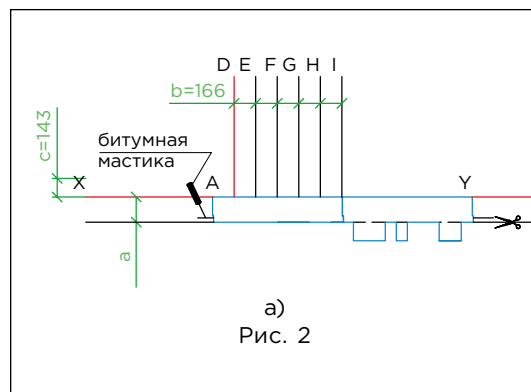 D E F G H I
b=166
c=143
битумная
мастика
X A Y
a
а)
Рис. 2